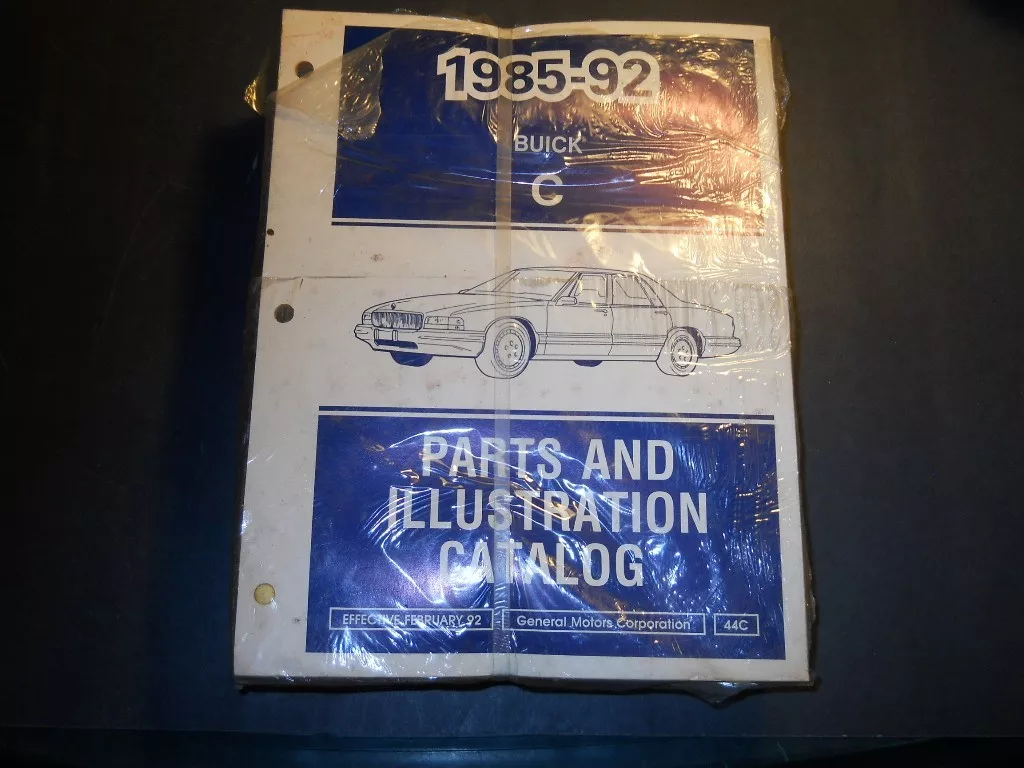 1985-92
BUICK
C
PARTS AND
ILLUSTRATION
CATALOG
EFFECTIVE FEBRUARY 92
General Motors Corporation
44C